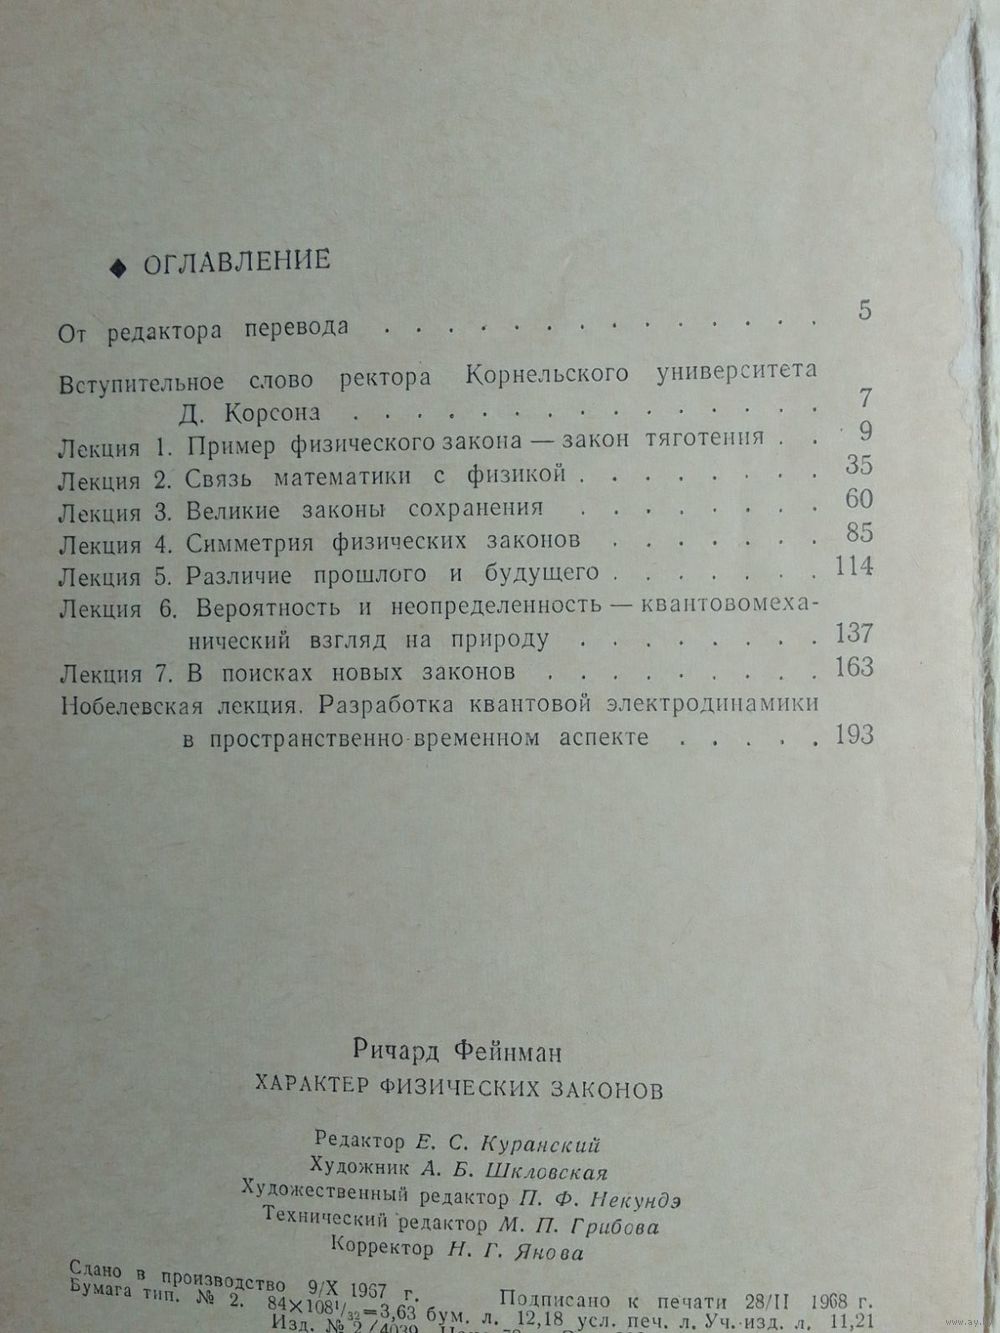 ◆ ОГЛАВЛЕНИЕ
От редактора перевода . . . . . . . . . . . . . . 5
Вступительное слово ректора Корнельского университета
Д. Корсона . . . . . . . . . . . . . . . 7
Лекция 1. Пример физического закона — закон тяготения . . 9
Лекция 2. Связь математики с физикой . . . . . . . . 35
Лекция 3. Великие законы сохранения . . . . . . . . 60
Лекция 4. Симметрия физических законов . . . . . . . 85
Лекция 5. Различие прошлого и будущего . . . . . . . 114
Лекция 6. Вероятность и неопределенность — квантовомеха-
нический взгляд на природу . . . . . . . . 137
Лекция 7. В поисках новых законов . . . . . . . . . 163
Нобелевская лекция. Разработка квантовой электродинамики
в пространственно-временном аспекте . . . . . 193
Ричард Фейнман
ХАРАКТЕР ФИЗИЧЕСКИХ ЗАКОНОВ
Редактор Е. С. Куранский
Художник А. Б. Шкловская
Художественный редактор П. Ф. Некундэ
Технический редактор М. П. Грибова
Корректор Н. Г. Янова
Сдано в производство 9/X 1967 г. Подписано к печати 28/II 1968 г.
Бумага тип. № 2. 84×108¹/₃₂=3,63 бум. л. 12,18 усл. печ. л. Уч.-изд. л. 11,21
Изд. № 2/4039